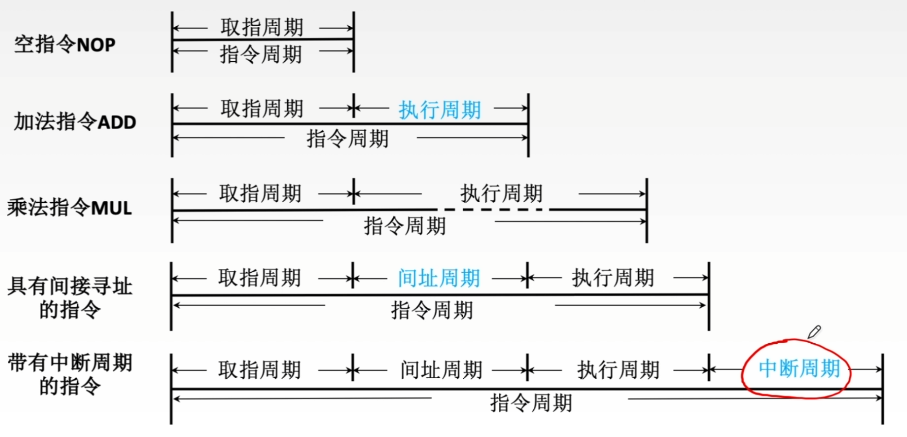 空指令NOP
取指周期
指令周期
加法指令ADD
取指周期 执行周期
指令周期
乘法指令MUL
取指周期 执行周期
指令周期
具有间接寻址
的指令
取指周期 间址周期 执行周期
指令周期
带有中断周期
的指令
取指周期 间址周期 执行周期 中断周期
指令周期